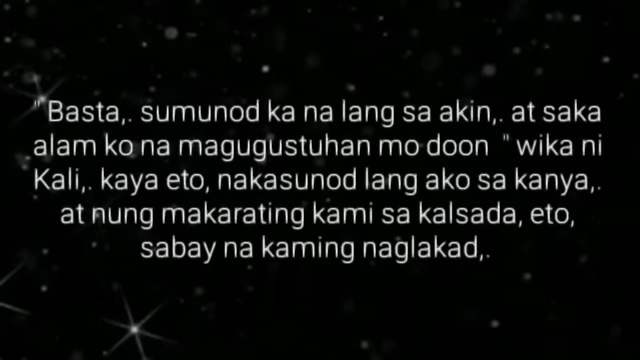 " Basta,. sumunod ka na lang sa akin,. at saka
alam ko na magugustuhan mo doon " wika ni
Kali,. kaya eto, nakasunod lang ako sa kanya,.
at nung makarating kami sa kalsada, eto,
sabay na kaming naglakad,.